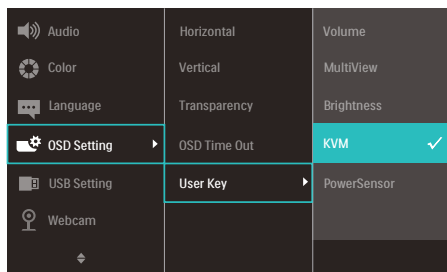 Audio
Color
Language
OSD Setting
USB Setting
Webcam
Horizontal
Vertical
Transparency
OSD Time Out
User Key
Volume
MultiView
Brightness
KVM
PowerSensor